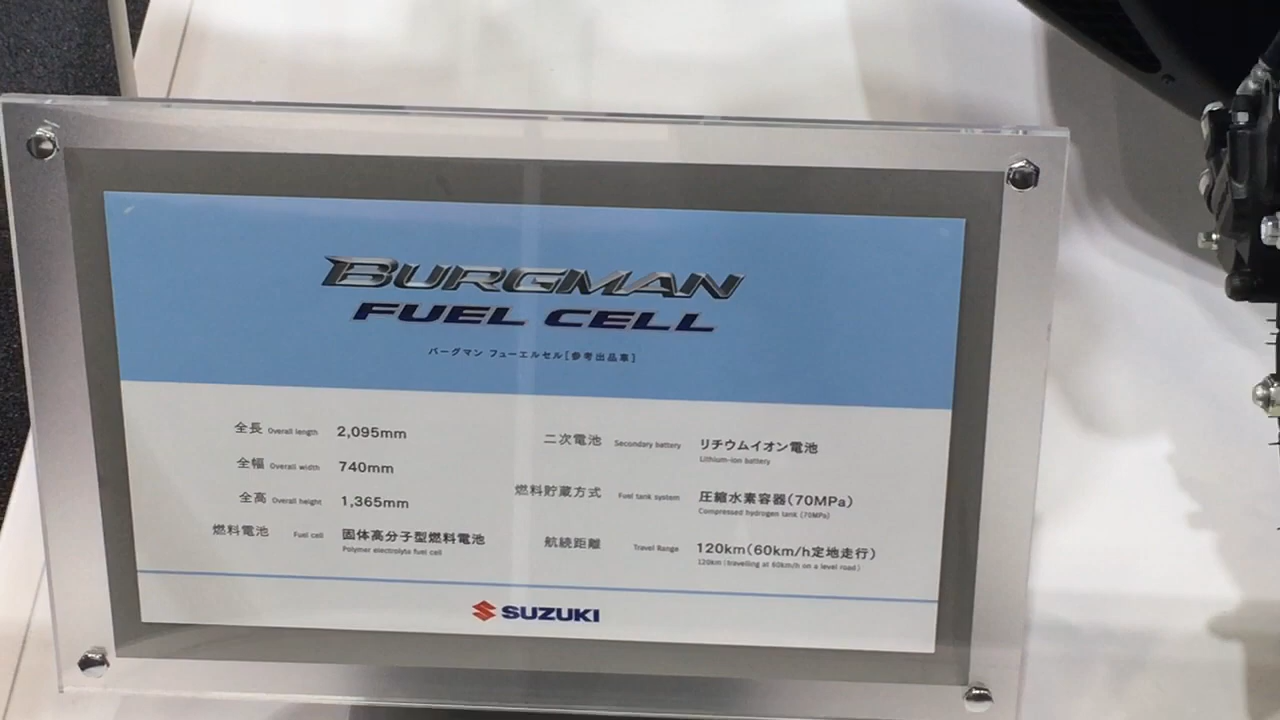 BURGMAN
FUEL CELL
バーグマン フューエルセル[参考出品車]
全長 Overall length 2,095mm
全幅 Overall width 740mm
全高 Overall height 1,365mm
燃料電池 Fuel cell 固体高分子型燃料電池
Polymer electrolyte fuel cell
二次電池 Secondary battery リチウムイオン電池
Lithium-ion battery
燃料貯蔵方式 Fuel tank system 圧縮水素容器(70MPa)
Compressed hydrogen tank (70MPa)
航続距離 Travel Range 120km(60km/h定地走行)
120km (travelling at 60km/h on a level road)
SUZUKI